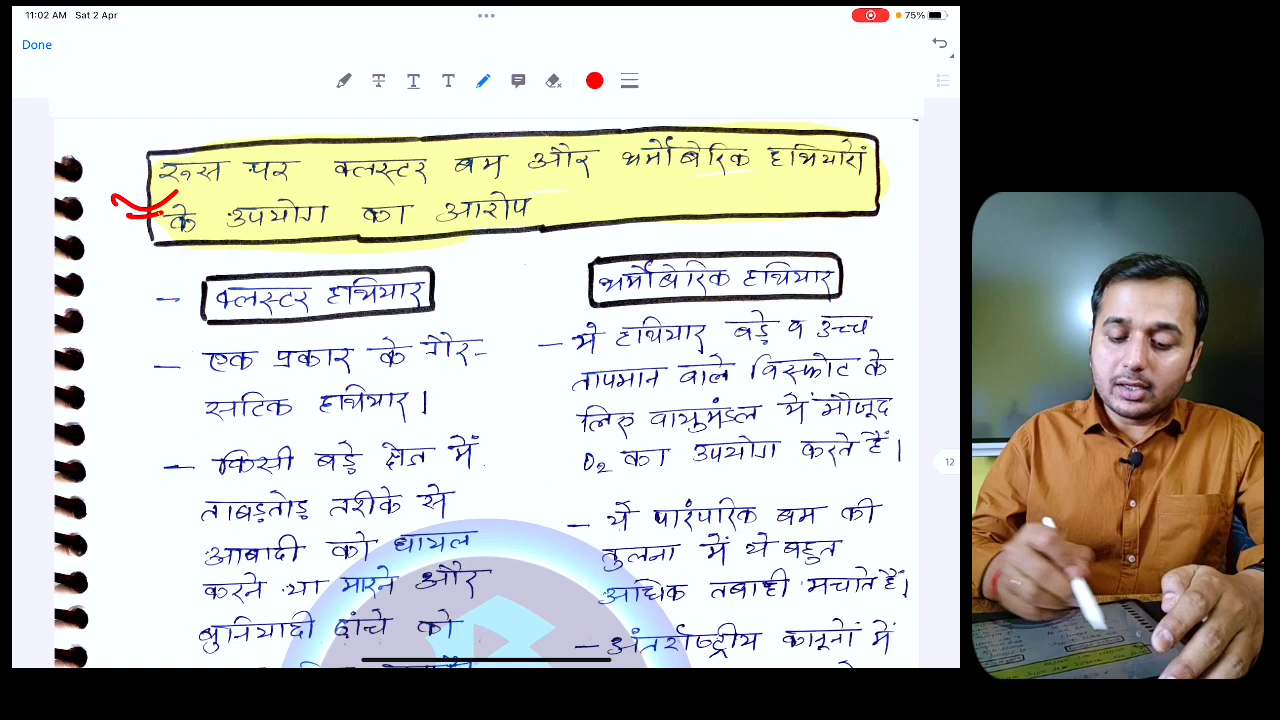 11:02 AM Sat 2 Apr
75%
Done
T T T
रूस पर क्लस्टर बम और थर्मोबेरिक हथियारों
के उपयोग का आरोप
– क्लस्टर हथियार
– एक प्रकार के गैर-
सटिक हथियार।
– किसी बड़े क्षेत्र में
ताबड़तोड़ तरीके से
आबादी को घायल
करने या मारने और
बुनियादी ढांचे को
थर्मोबेरिक हथियार
– ये हथियार बड़े व उच्च
तापमान वाले विस्फोट के
लिए वायुमंडल में मौजूद
O₂ का उपयोग करते हैं।
– ये पारंपरिक बम की
तुलना में ये बहुत
अधिक तबाही मचाते हैं।
– अंतर्राष्ट्रीय कानूनों में
12